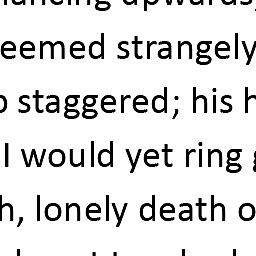 upwards,
eemed strangely
staggered; his
I would yet ring
h, lonely death o